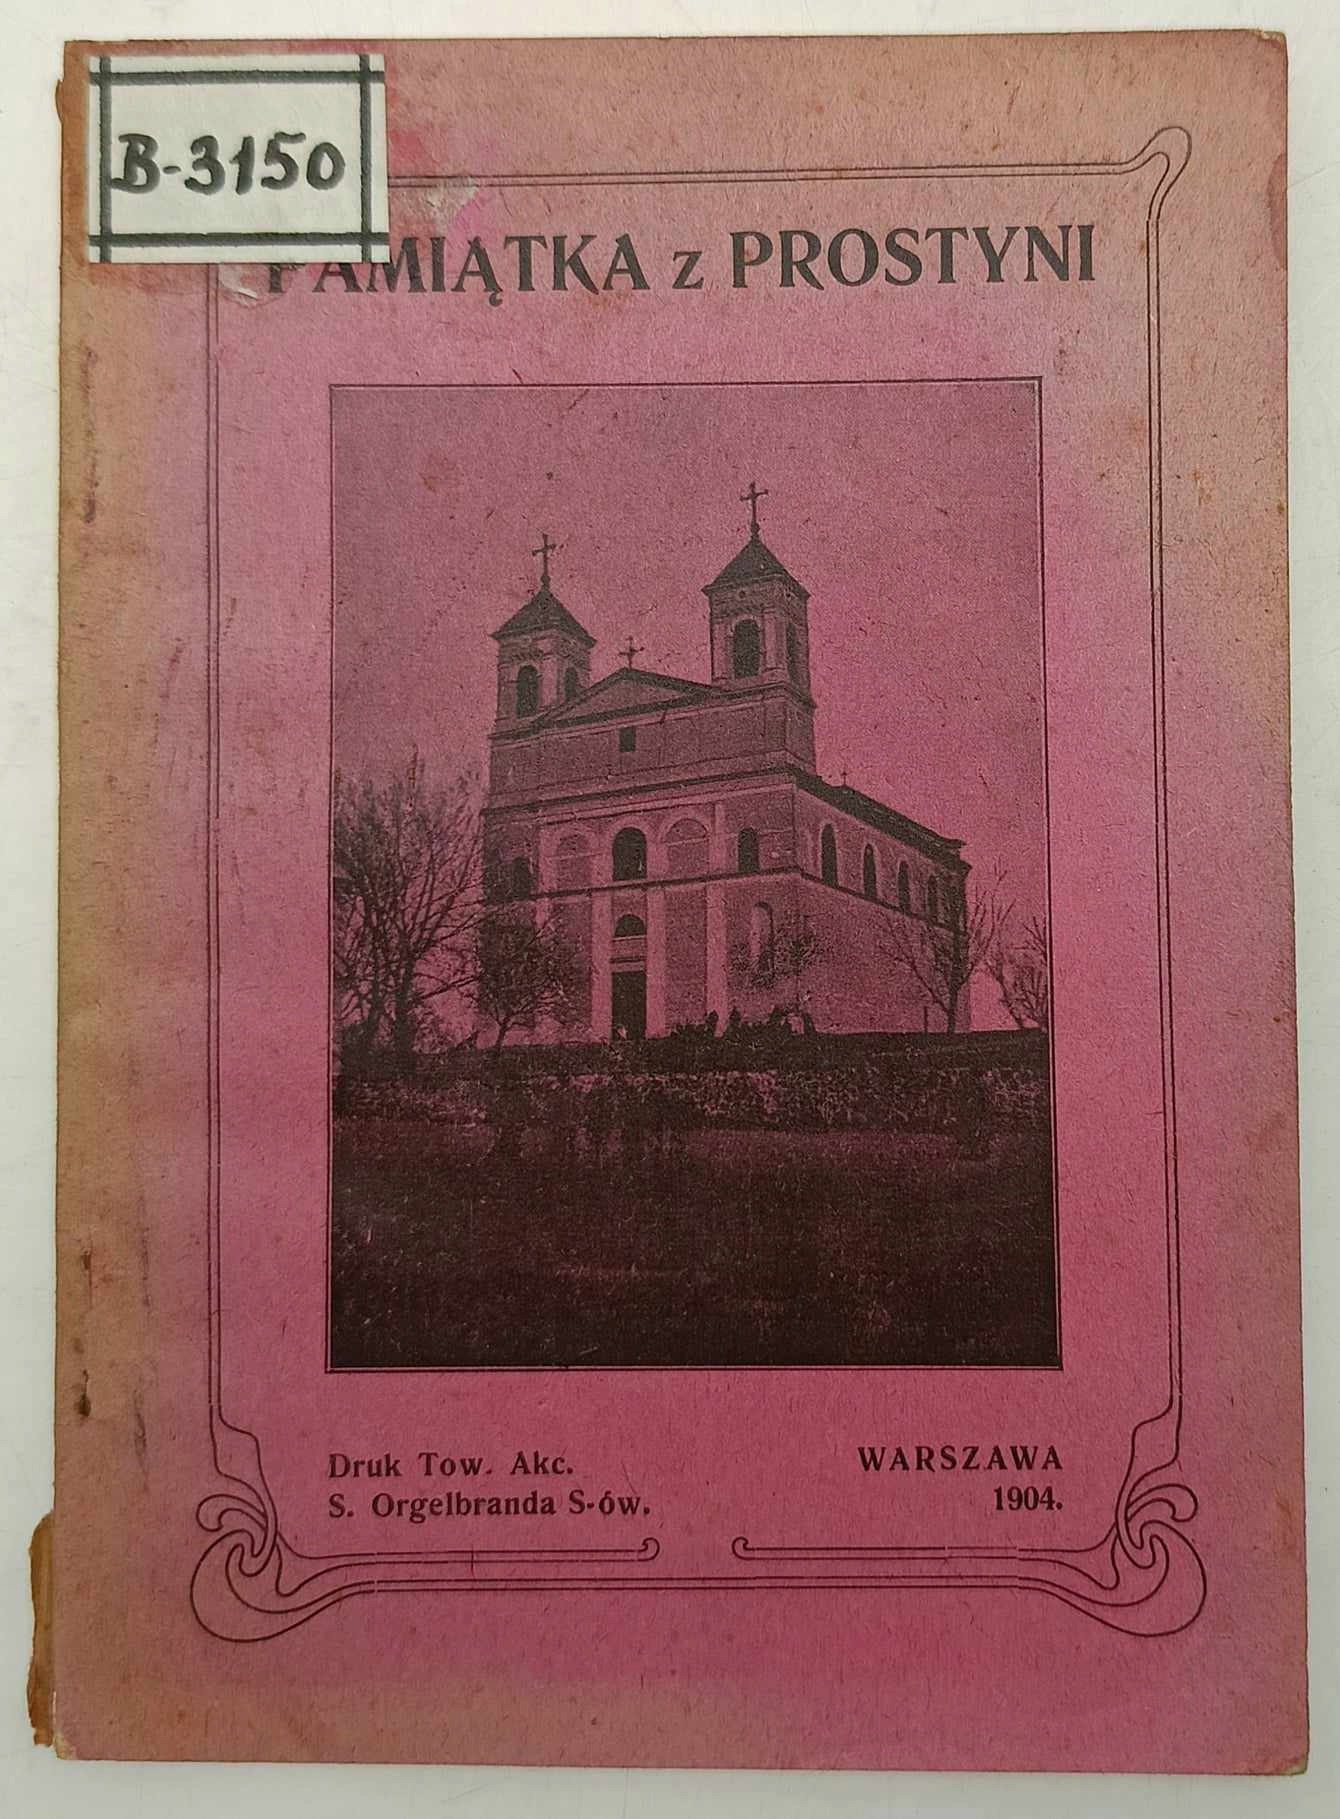 B-3150
PAMIĄTKA z PROSTYNI
Druk Tow. Akc.
S. Orgelbranda S-ów.
WARSZAWA
1904.